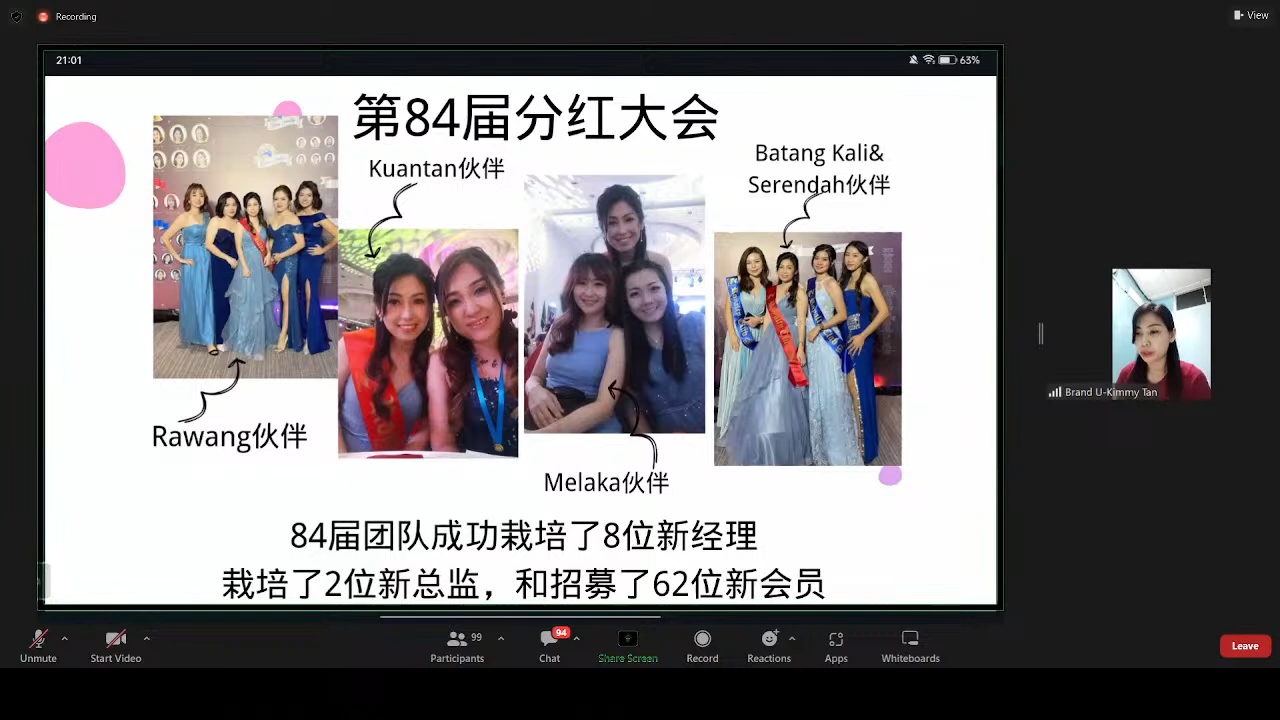 Recording
View
21:01
63%
第84届分红大会
Kuantan伙伴
Batang Kali&
Serendah伙伴
Rawang伙伴
Melaka伙伴
84届团队成功栽培了8位新经理
栽培了2位新总监，和招募了62位新会员
Brand U-Kimmy Tan
Unmute
Start Video
99
Participants
94
Chat
Share Screen
Record
Reactions
Apps
Whiteboards
Leave